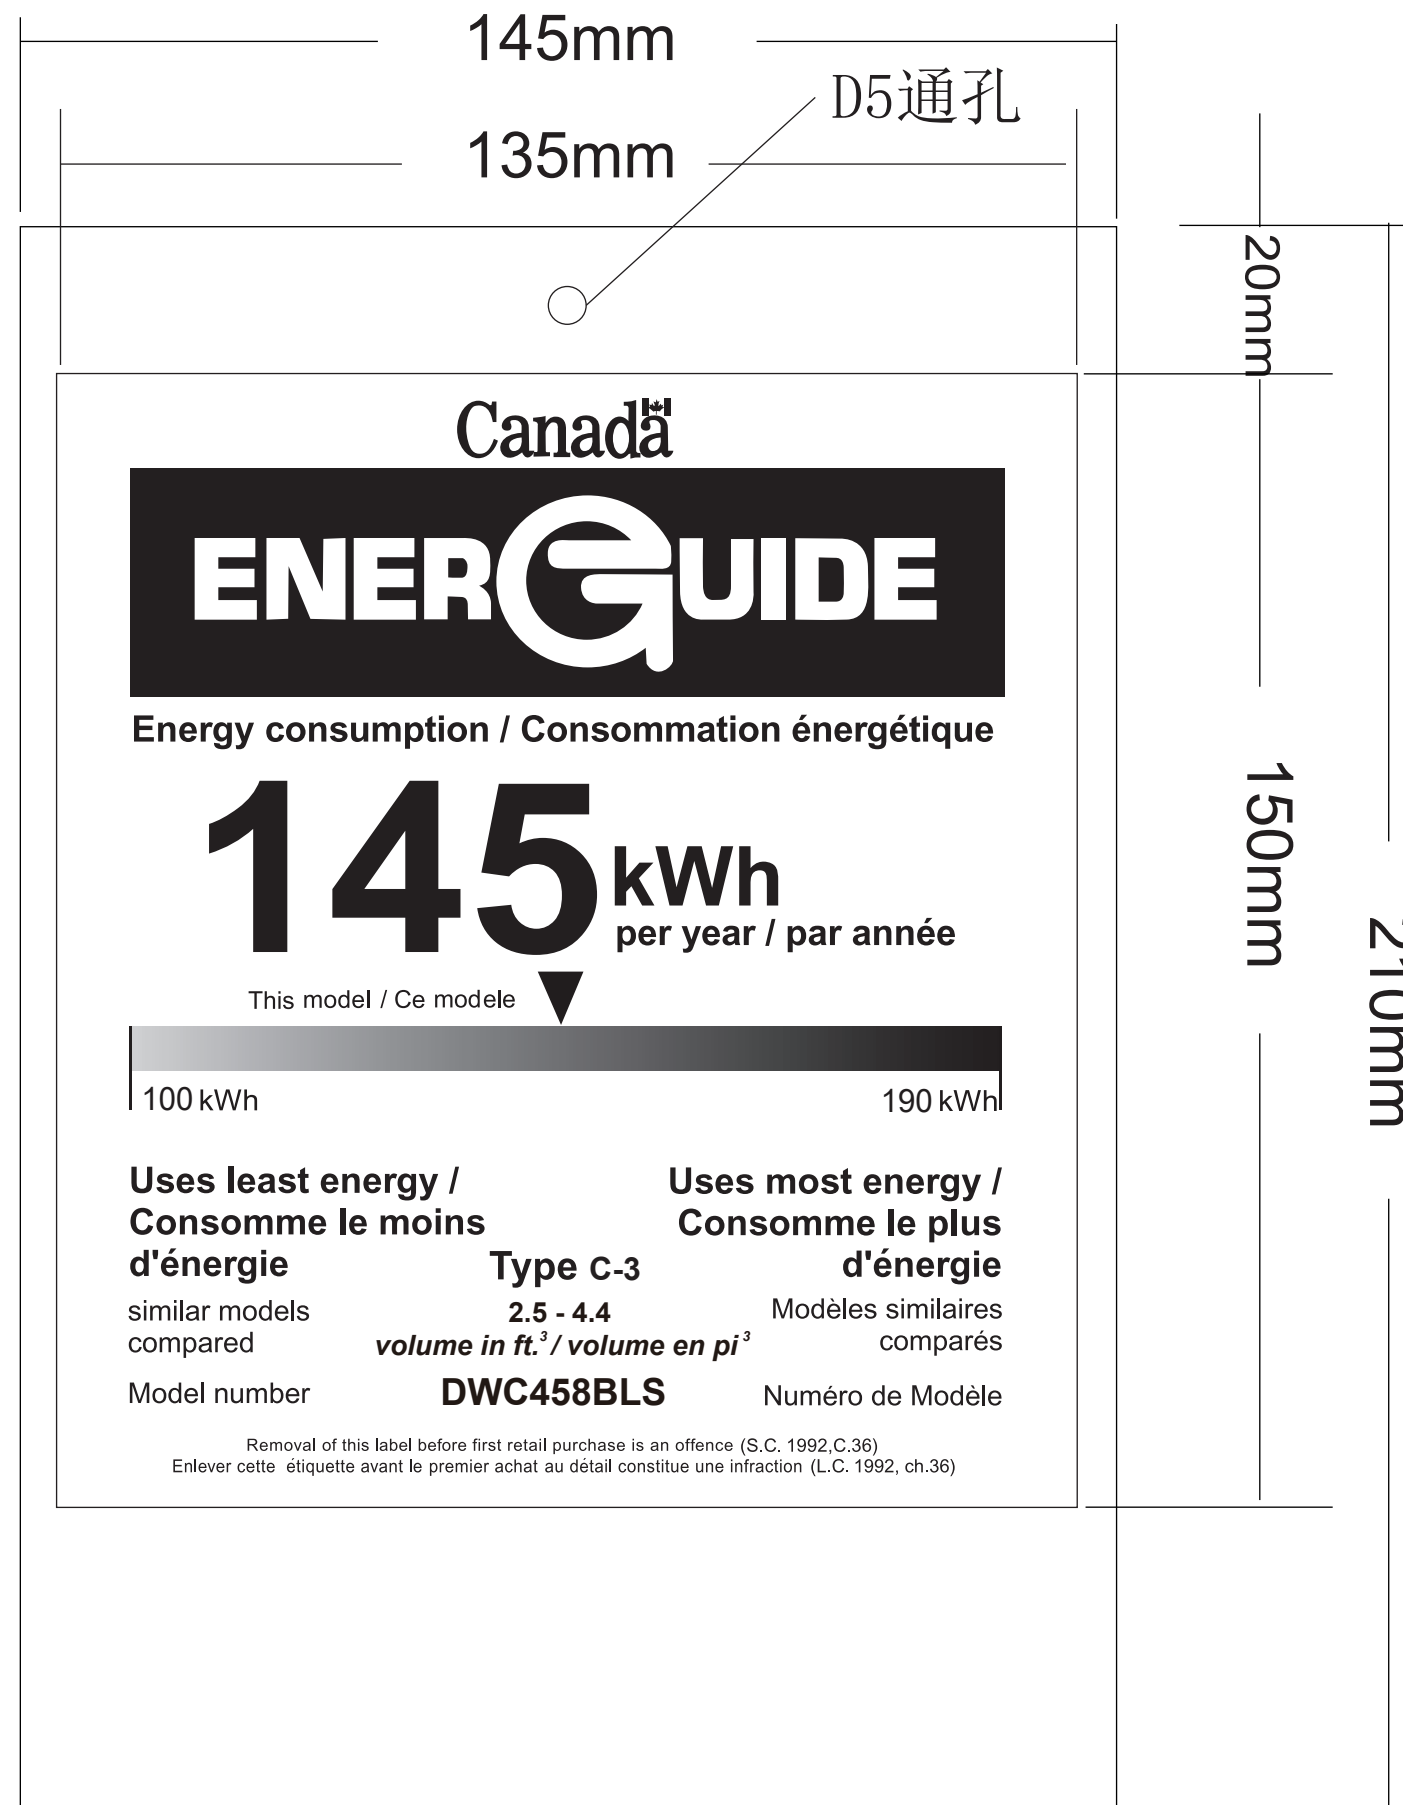 145mm
D5通孔
135mm
20mm
Canada
ENERGUIDE
Energy consumption / Consommation énergétique
145 kWh
per year / par année
150mm
210mm
This model / Ce modele
100 kWh
190 kWh
Uses least energy /
Consomme le moins
d'énergie
Uses most energy /
Consomme le plus
d'énergie
Type C-3
similar models
compared
2.5 - 4.4
volume in ft.³ / volume en pi³
Modèles similaires
comparés
Model number
DWC458BLS
Numéro de Modèle
Removal of this label before first retail purchase is an offence (S.C. 1992,C.36)
Enlever cette étiquette avant le premier achat au détail constitue une infraction (L.C. 1992, ch.36)